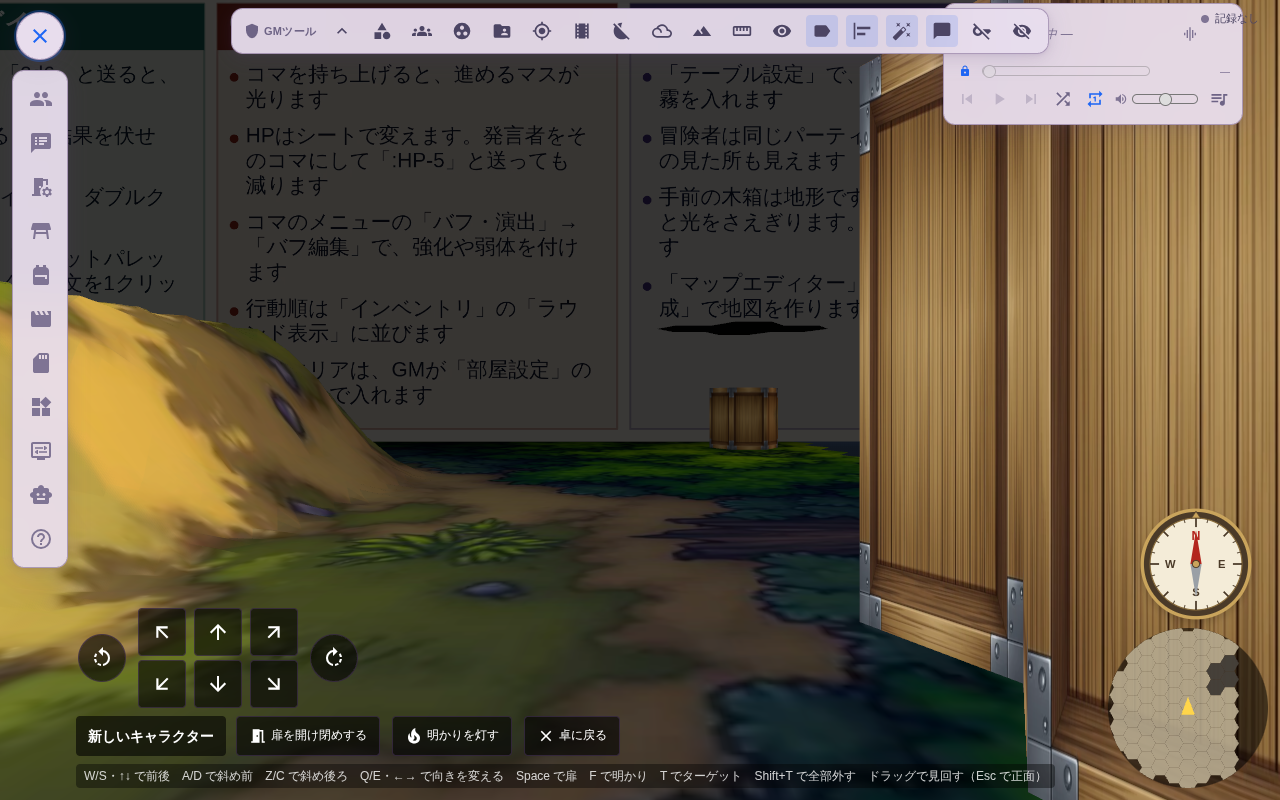 GMツール
記録なし
と送ると、
結果を伏せ
ダブルク
ットパレッ
文を1クリッ
コマを持ち上げると、進めるマスが
光ります
HPはシートで変えます。発言者をそ
のコマにして「:HP-5」と送っても
減ります
コマのメニューの「バフ・演出」→
「バフ編集」で、強化や弱体を付け
ます
行動順は「インベントリ」の「ラウ
ンド表示」に並びます
リアは、GMが「部屋設定」の
で入れます
「テーブル設定」で、
霧を入れます
冒険者は同じパーティ
の見た所も見えます
手前の木箱は地形です
と光をさえぎります。
す
「マップエディター」
成」で地図を作ります
N
W
E
S
新しいキャラクター
扉を開け閉めする
明かりを灯す
卓に戻る
W/S・↑↓ で前後 A/D で斜め前 Z/C で斜め後ろ Q/E・←→ で向きを変える Space で扉 F で明かり T でターゲット Shift+T で全部外す ドラッグで見回す（Esc で正面）